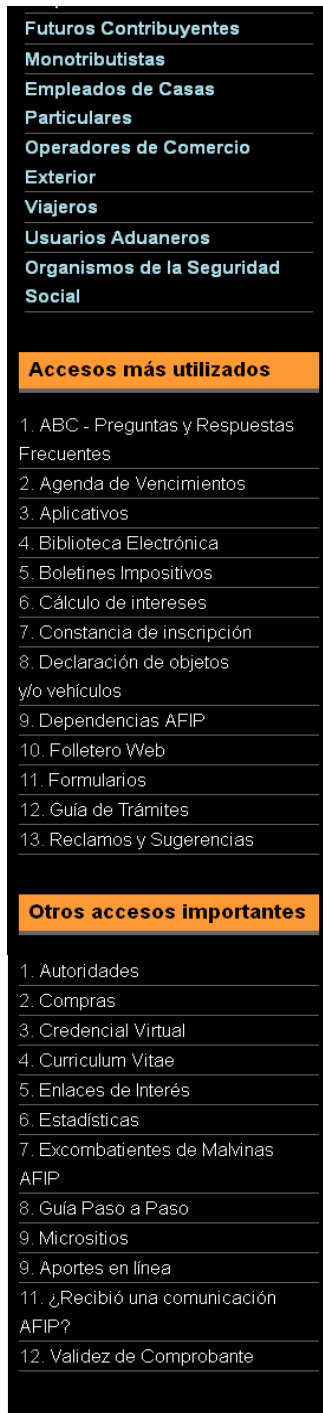 Futuros Contribuyentes
Monotributistas
Empleados de Casas
Particulares
Operadores de Comercio
Exterior
Viajeros
Usuarios Aduaneros
Organismos de la Seguridad
Social
Accesos más utilizados
1. ABC - Preguntas y Respuestas
Frecuentes
2. Agenda de Vencimientos
3. Aplicativos
4. Biblioteca Electrónica
5. Boletines Impositivos
6. Cálculo de intereses
7. Constancia de inscripción
8. Declaración de objetos
y/o vehículos
9. Dependencias AFIP
10. Folletero Web
11. Formularios
12. Guía de Trámites
13. Reclamos y Sugerencias
Otros accesos importantes
1. Autoridades
2. Compras
3. Credencial Virtual
4. Curriculum Vitae
5. Enlaces de Interés
6. Estadísticas
7. Excombatientes de Malvinas
AFIP
8. Guía Paso a Paso
9. Micrositios
9. Aportes en línea
11. ¿Recibió una comunicación
AFIP?
12. Validez de Comprobante